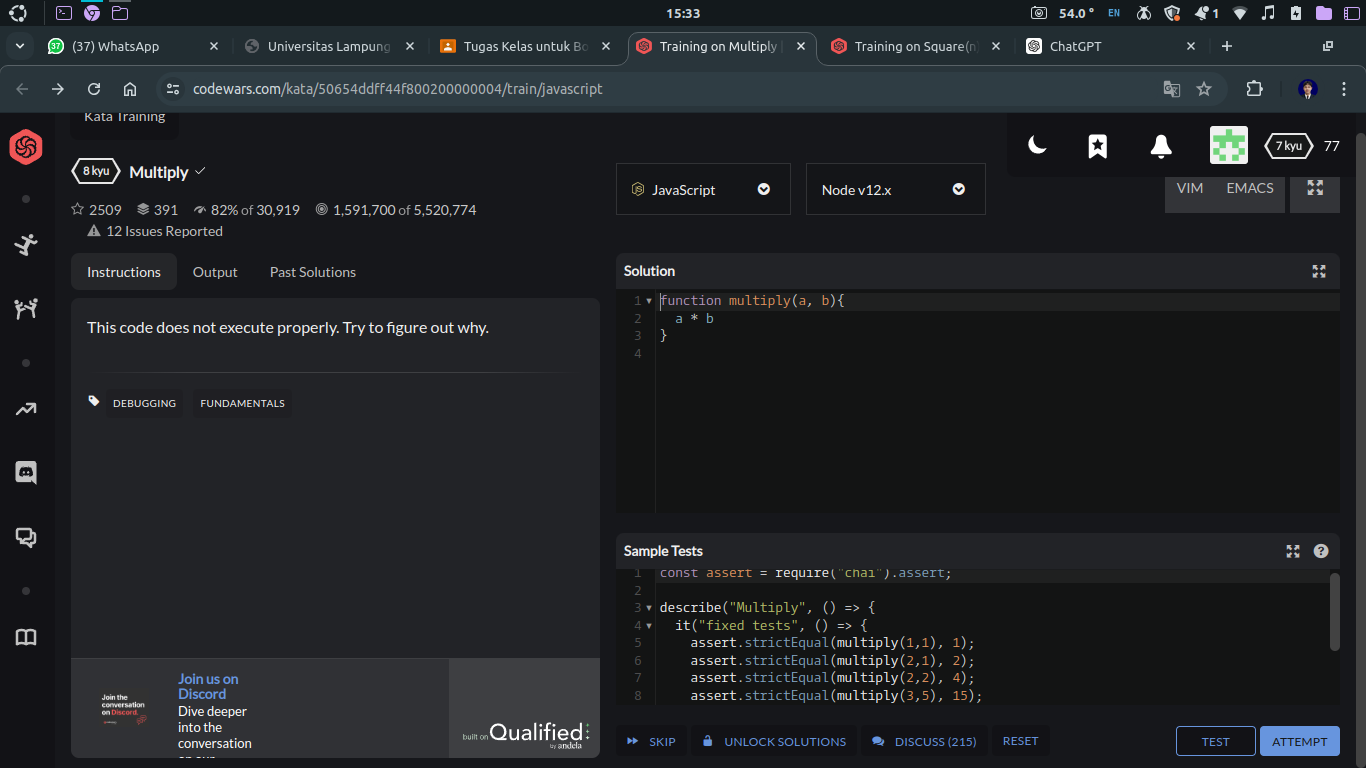 15:33
54.0 °
EN
1
(37) WhatsApp
Universitas Lampung
Tugas Kelas untuk Bo
Training on Multiply |
Training on Square(n)
ChatGPT
codewars.com/kata/50654ddff44f800200000004/train/javascript
Kata Training
7 kyu
77
8 kyu
Multiply
2509
391
82% of 30,919
1,591,700 of 5,520,774
12 Issues Reported
JavaScript
Node v12.x
VIM
EMACS
Instructions
Output
Past Solutions
This code does not execute properly. Try to figure out why.
DEBUGGING
FUNDAMENTALS
Solution
1 function multiply(a, b){
2 a * b
3 }
4
Sample Tests
1 const assert = require("chai").assert;
2
3 describe("Multiply", () => {
4 it("fixed tests", () => {
5 assert.strictEqual(multiply(1,1), 1);
6 assert.strictEqual(multiply(2,1), 2);
7 assert.strictEqual(multiply(2,2), 4);
8 assert.strictEqual(multiply(3,5), 15);
Join the
conversation
on Discord.
Join us on
Discord
Dive deeper
into the
conversation
built on Qualified
by andela
SKIP
UNLOCK SOLUTIONS
DISCUSS (215)
RESET
TEST
ATTEMPT